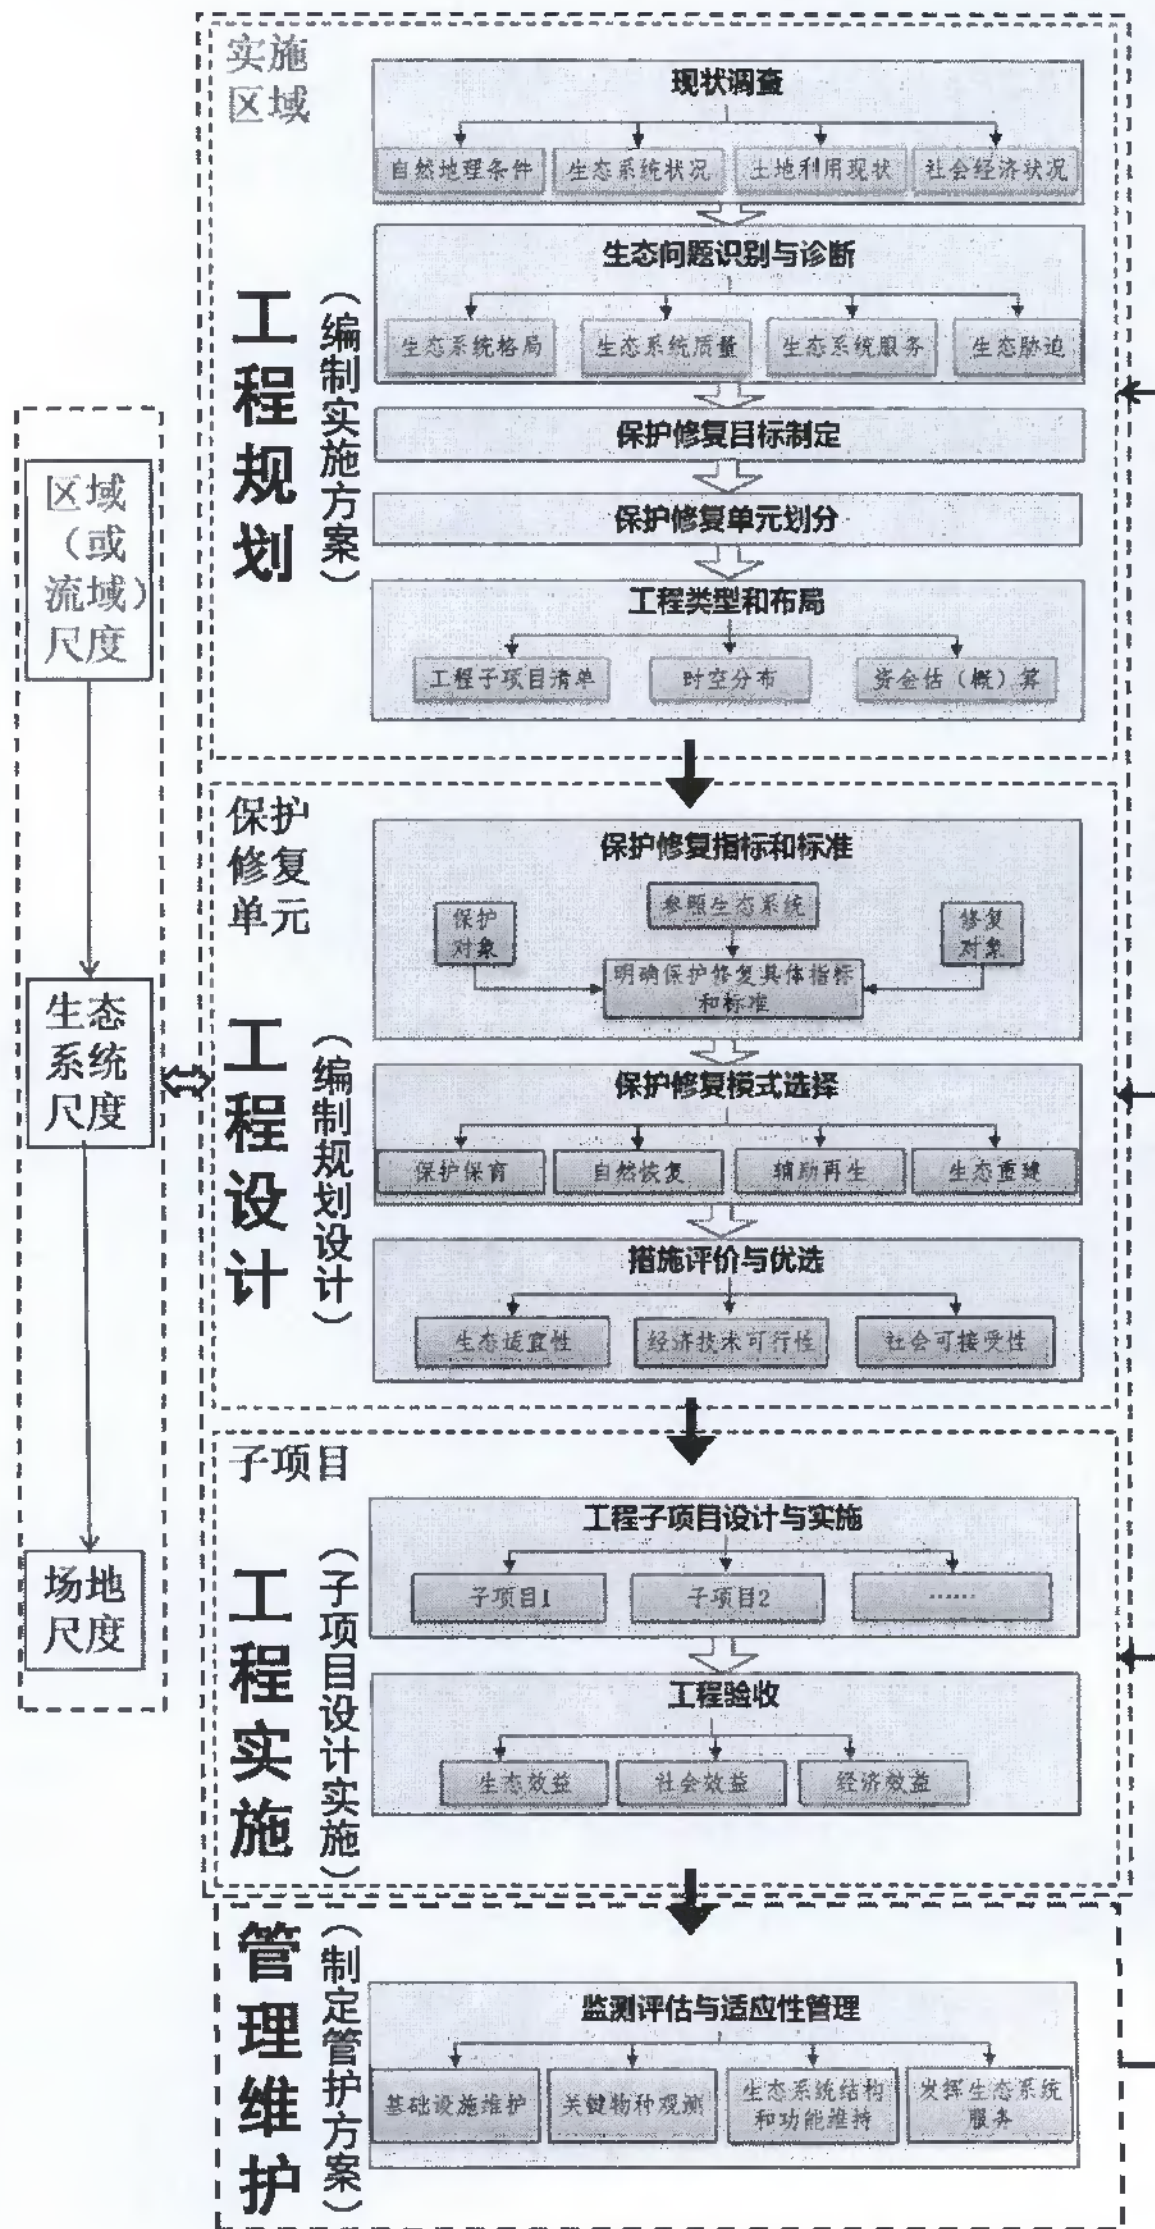 区域
（或
流域）
尺度
生态
系统
尺度
场地
尺度
实施
区域
工程规划
（编制实施方案）
现状调查
自然地理条件
生态系统状况
土地利用现状
社会经济状况
生态问题识别与诊断
生态系统格局
生态系统质量
生态系统服务
生态胁迫
保护修复目标制定
保护修复单元划分
工程类型和布局
工程子项目清单
时空分布
资金估（概）算
保护
修复
单元
工程设计
（编制规划设计）
保护修复指标和标准
保护
对象
参照生态系统
修复
对象
明确保护修复具体指标
和标准
保护修复模式选择
保护保育
自然恢复
辅助再生
生态重建
措施评价与优选
生态适宜性
经济技术可行性
社会可接受性
子项目
工程实施
（子项目设计实施）
工程子项目设计与实施
子项目1
子项目2
……
工程验收
生态效益
社会效益
经济效益
管理维护
（制定管护方案）
监测评估与适应性管理
基础设施维护
关键物种观测
生态系统结构
和功能维持
发挥生态系统
服务